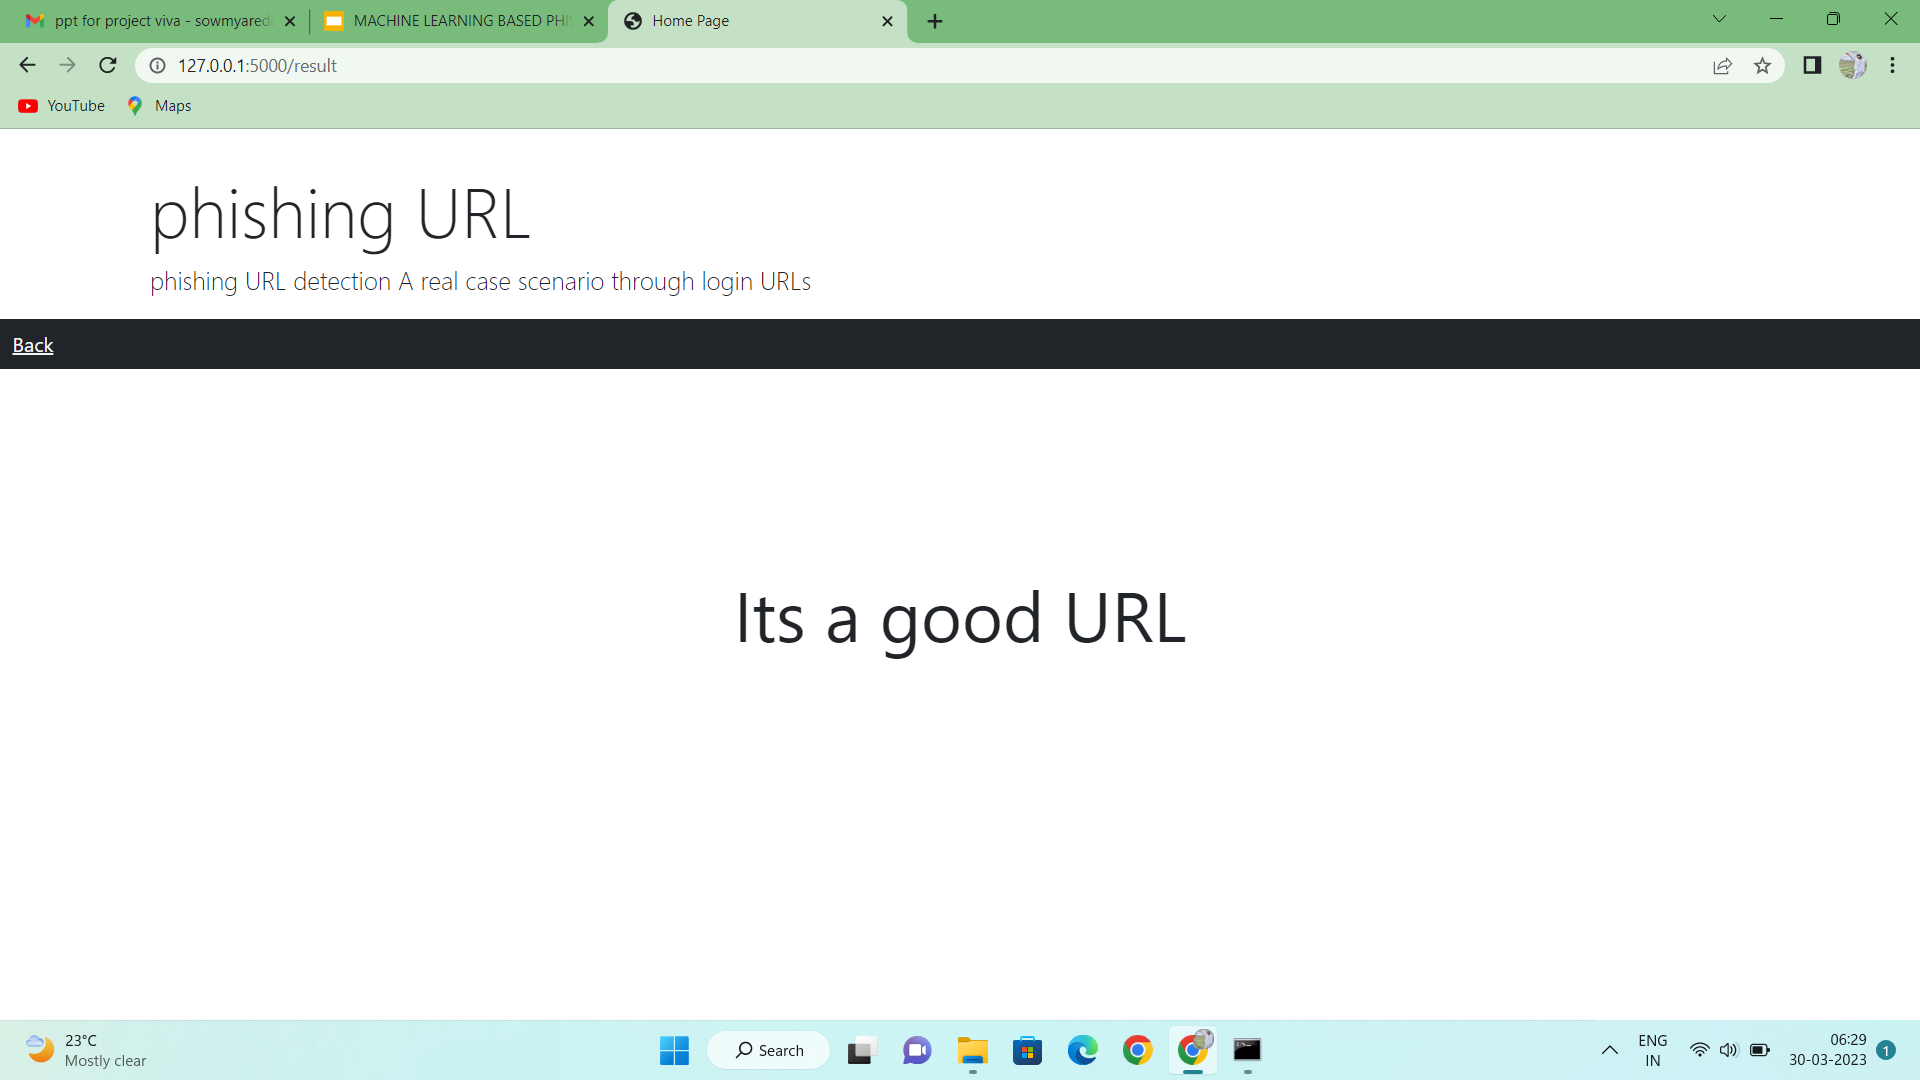 ppt for project viva - sowmyared
MACHINE LEARNING BASED PHI
Home Page
127.0.0.1:5000/result
YouTube
Maps
phishing URL
phishing URL detection A real case scenario through login URLs
Back
Its a good URL
23°C
Mostly clear
Search
ENG
IN
06:29
30-03-2023
1